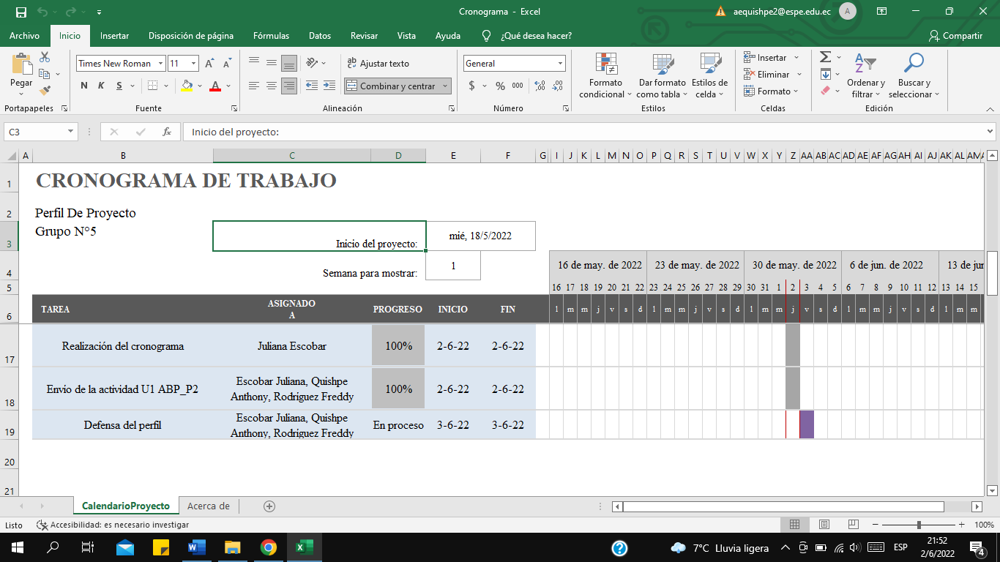 Cronograma - Excel
aequishpe2@espe.edu.ec
A
Archivo Inicio Insertar Disposición de página Fórmulas Datos Revisar Vista Ayuda ¿Qué desea hacer? Compartir
Pegar
Portapapeles
Times New Roman 11
N K S
Fuente
Ajustar texto
Combinar y centrar
Alineación
General
$ % 000
Número
Formato condicional
Dar formato como tabla
Estilos de celda
Estilos
Insertar
Eliminar
Formato
Celdas
Ordenar y filtrar
Buscar y seleccionar
Edición
C3 fx Inicio del proyecto:
A B C D E F G I J K L M N O P Q R S T U V W X Y Z AA AB AC AD AE AF AG AH AI AJ AK AL AM
1 CRONOGRAMA DE TRABAJO
2 Perfil De Proyecto
Grupo N°5
3 Inicio del proyecto: mié, 18/5/2022
4 Semana para mostrar: 1 16 de may. de 2022 23 de may. de 2022 30 de may. de 2022 6 de jun. de 2022 13 de jur
5 16 17 18 19 20 21 22 23 24 25 26 27 28 29 30 31 1 2 3 4 5 6 7 8 9 10 11 12 13 14 15
6 TAREA ASIGNADO A PROGRESO INICIO FIN l m m j v s d l m m j v s d l m m j v s d l m m j v s d l m m
17 Realización del cronograma Juliana Escobar 100% 2-6-22 2-6-22
18 Envio de la actividad U1 ABP_P2 Escobar Juliana, Quishpe Anthony, Rodriguez Freddy 100% 2-6-22 2-6-22
19 Defensa del perfil Escobar Juliana, Quishpe Anthony, Rodriguez Freddy En proceso 3-6-22 3-6-22
20
21
CalendarioProyecto Acerca de
Listo Accesibilidad: es necesario investigar 100%
7°C Lluvia ligera ESP 21:52
2/6/2022
4